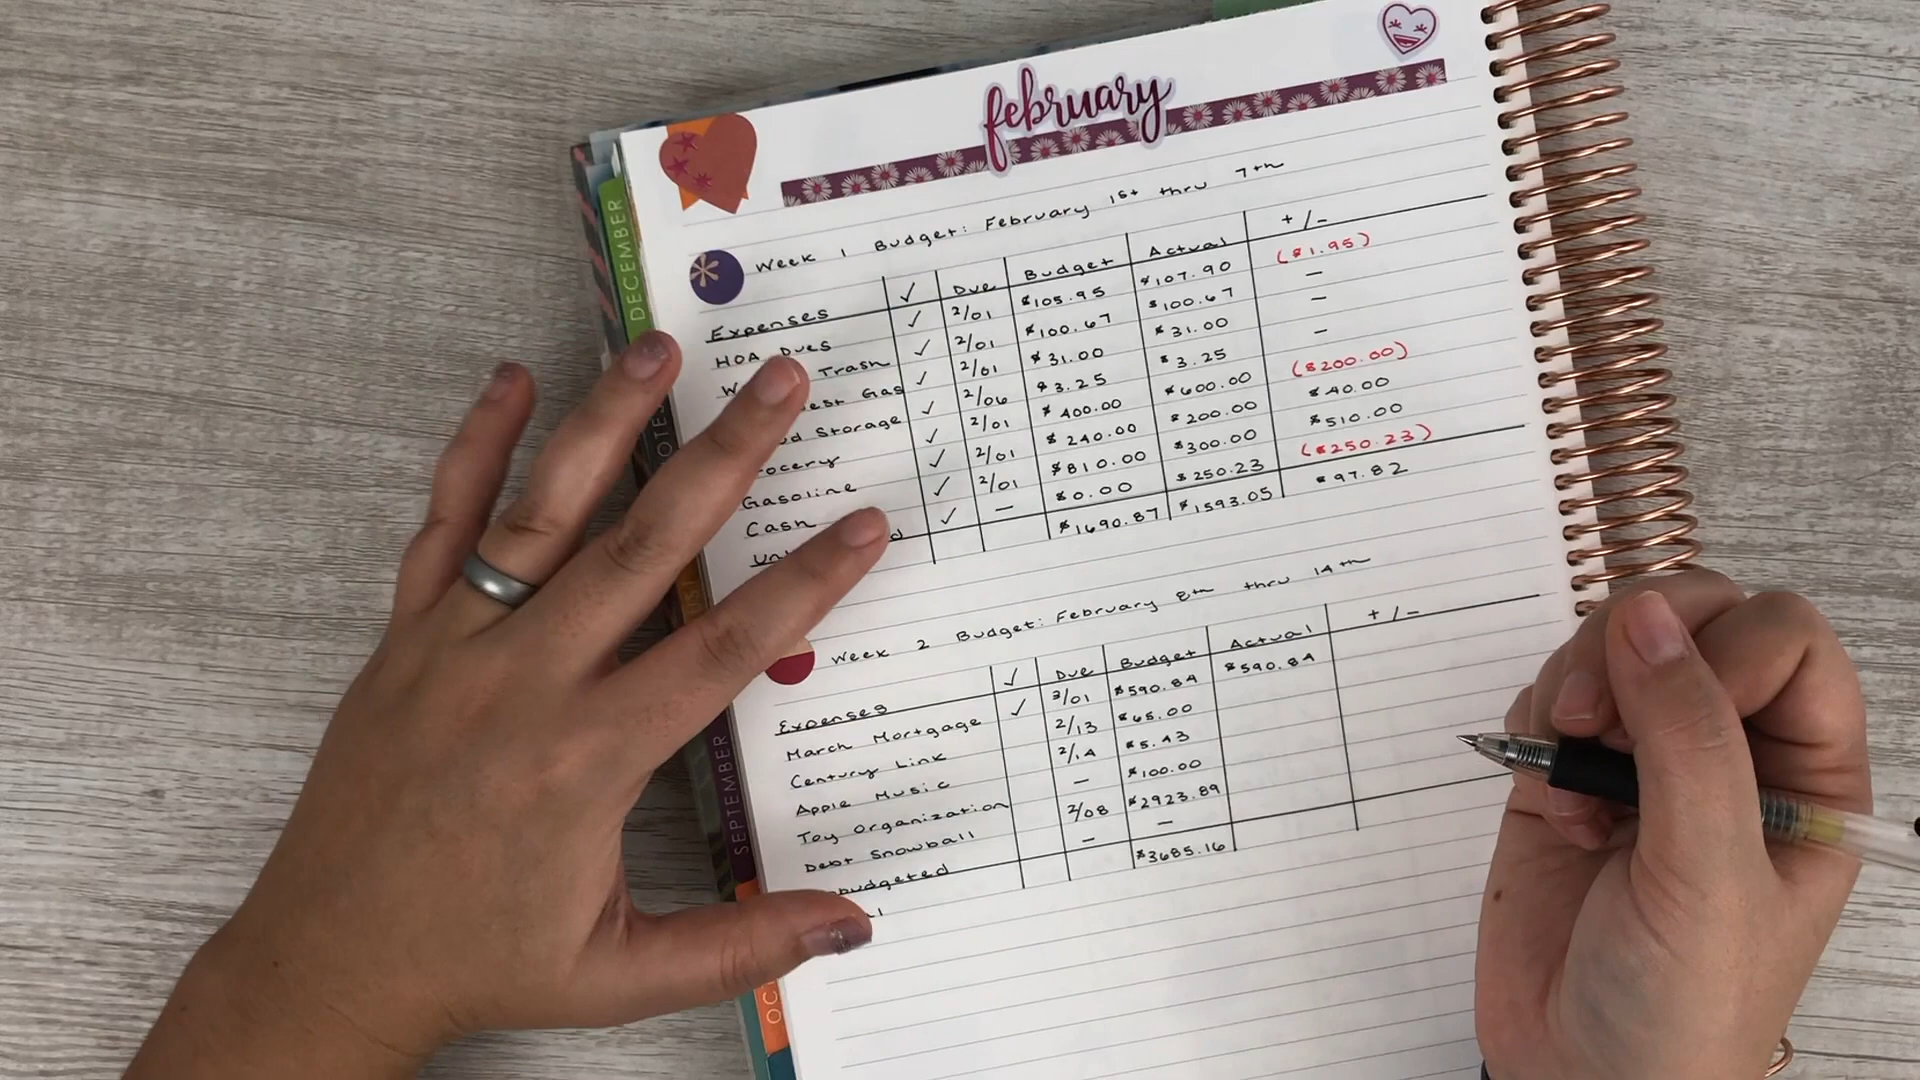 february
Week 1 Budget: February 1st thru 7th
Expenses ✓ Due Budget Actual +/-
HOA Dues ✓ 2/01 $105.95 $107.90 ($1.95)
Trash ✓ 2/01 $100.67 $100.67 –
Gas ✓ 2/01 $31.00 $31.00 –
Storage ✓ 2/06 $3.25 $3.25 –
✓ 2/01 $400.00 $600.00 ($200.00)
Gasoline ✓ 2/01 $240.00 $200.00 $40.00
Cash ✓ 2/01 $810.00 $300.00 $510.00
✓ – $0.00 $250.23 ($250.23)
$1690.87 $1593.05 $97.82
Week 2 Budget: February 8th thru 14th
Expenses ✓ Due Budget Actual +/-
March Mortgage ✓ 3/01 $590.84 $590.84
Century Link 2/13 $65.00
Apple Music 2/14 $5.43
Toy Organization – $100.00
Debt Snowball 2/08 $2923.89
– –
$3685.16
DECEMBER
SEPTEMBER